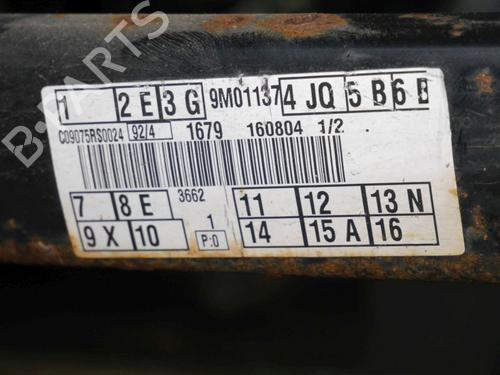 1 2 E 3 G 9M01137 4 JQ 5 B 6
C09075RS0024 92/4 1679 160804 1/2
7 8 E 3662 11 12 13 N
9 X 10 1 P:0 14 15 A 16